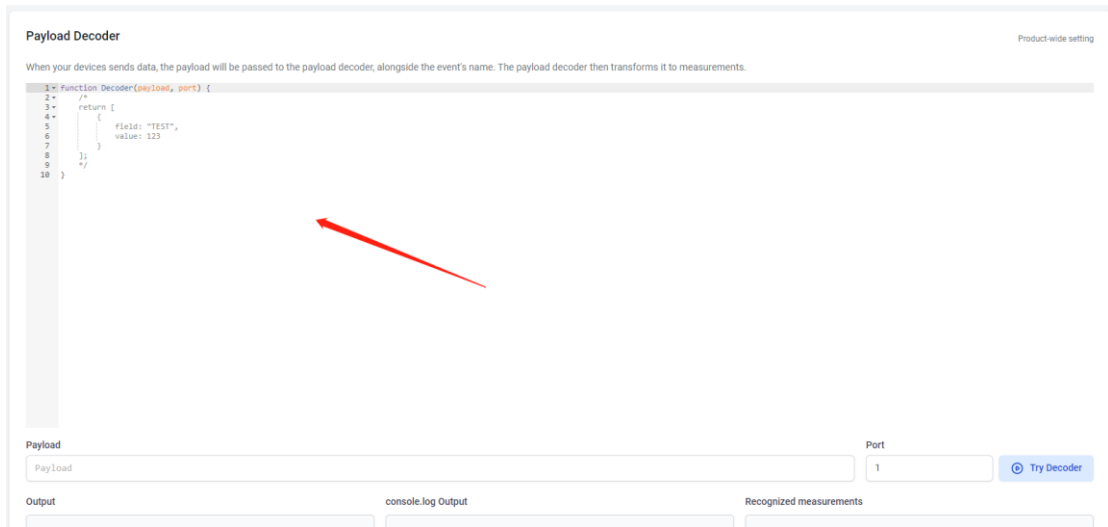 Payload Decoder
Product-wide setting
When your devices sends data, the payload will be passed to the payload decoder, alongside the event's name. The payload decoder then transforms it to measurements.
1 function Decoder(payload, port) {
2 /*
3 return [
4 {
5 field: "TEST",
6 value: 123
7 }
8 ];
9 */
10 }
Payload
Port
Payload
1
Try Decoder
Output
console.log Output
Recognized measurements